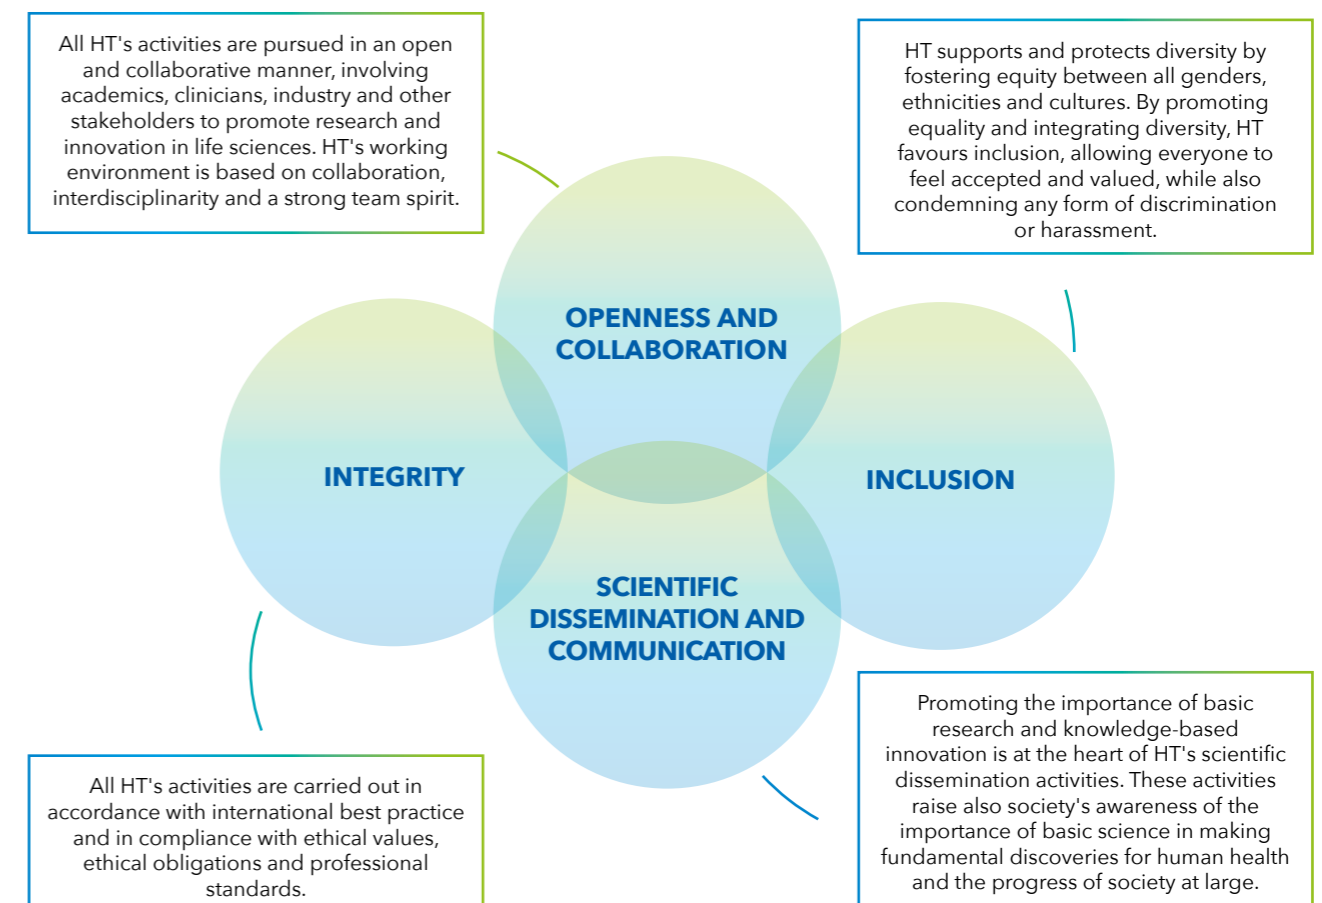 All HT's activities are pursued in an open
and collaborative manner, involving
academics, clinicians, industry and other
stakeholders to promote research and
innovation in life sciences. HT's working
environment is based on collaboration,
interdisciplinarity and a strong team spirit.
HT supports and protects diversity by
fostering equity between all genders,
ethnicities and cultures. By promoting
equality and integrating diversity, HT
favours inclusion, allowing everyone to
feel accepted and valued, while also
condemning any form of discrimination
or harassment.
OPENNESS AND
COLLABORATION
INTEGRITY
INCLUSION
SCIENTIFIC
DISSEMINATION AND
COMMUNICATION
All HT's activities are carried out in
accordance with international best practice
and in compliance with ethical values,
ethical obligations and professional
standards.
Promoting the importance of basic
research and knowledge-based
innovation is at the heart of HT's scientific
dissemination activities. These activities
raise also society's awareness of the
importance of basic science in making
fundamental discoveries for human health
and the progress of society at large.